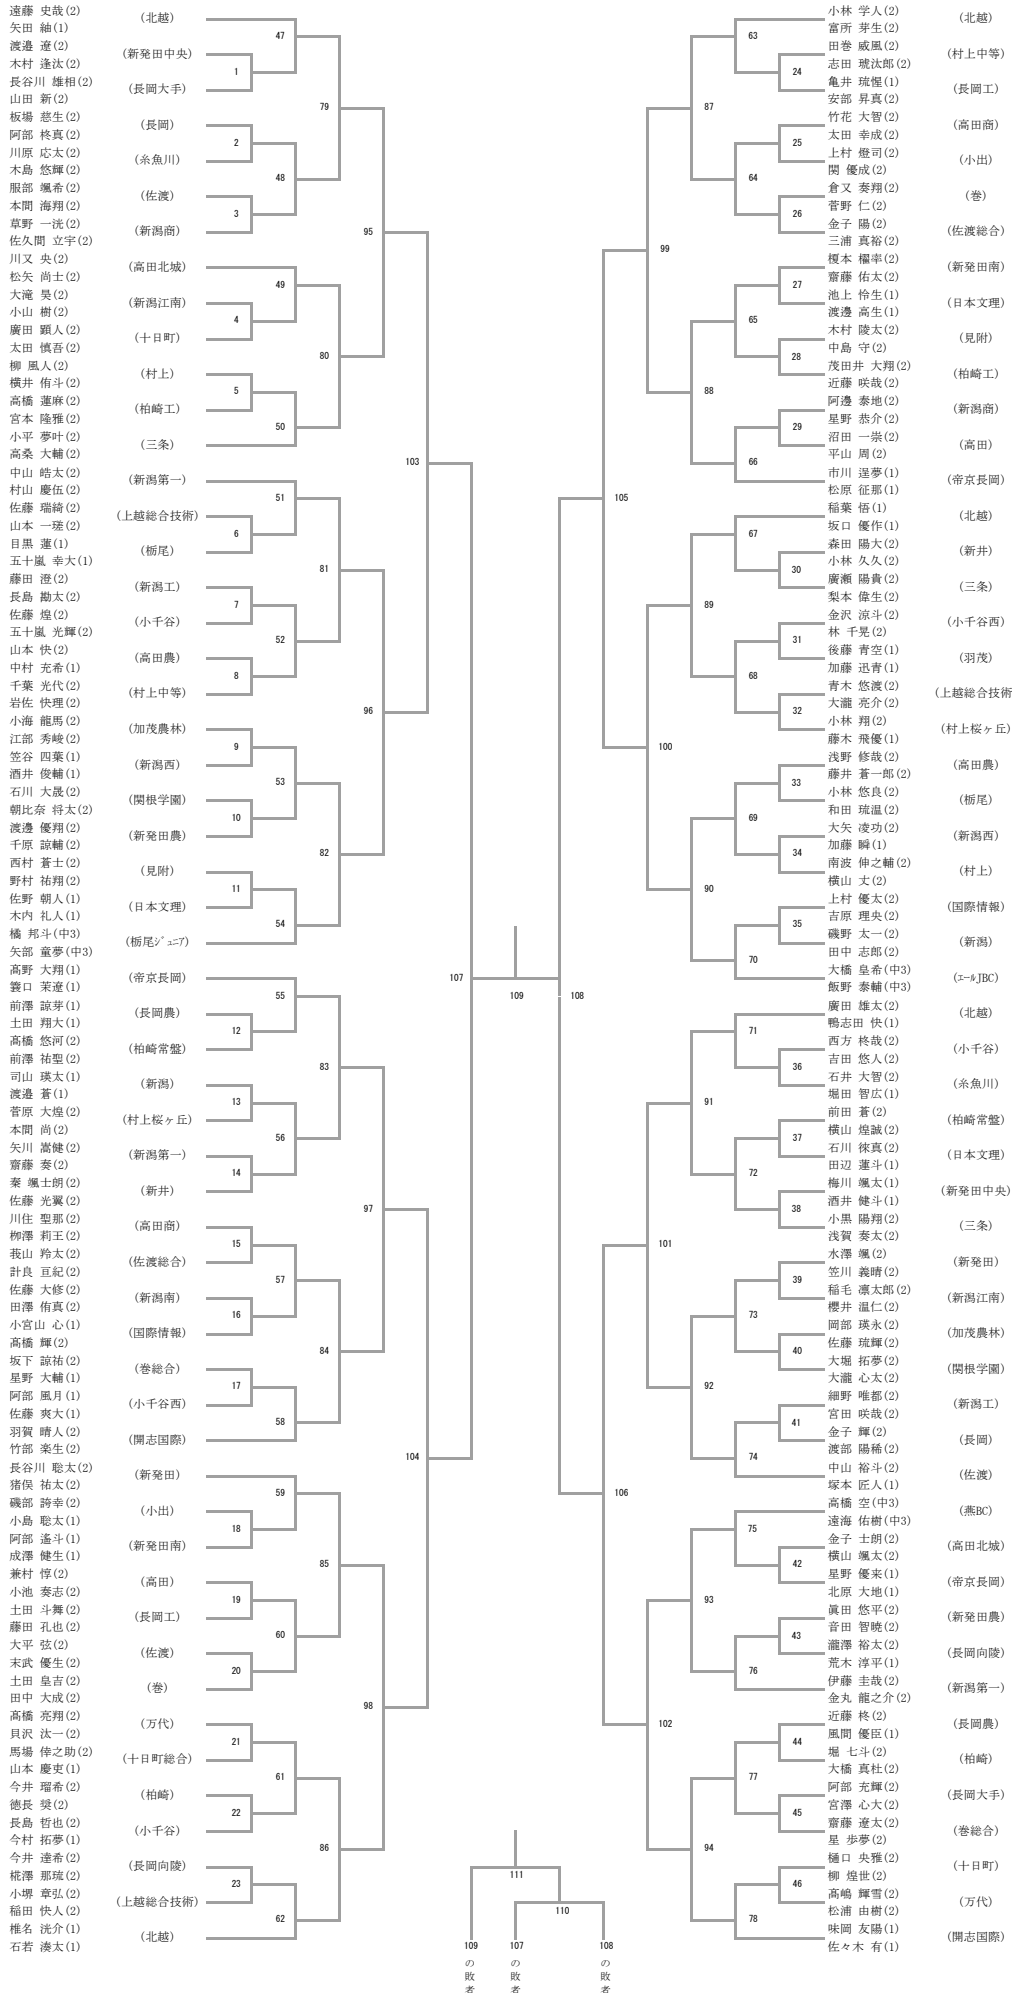 遠藤 史哉(2)
矢田 紬(1)
(北越)
渡邉 遼(2)
木村 逢汰(2)
(新発田中央)
長谷川 雄相(2)
山田 新(2)
(長岡大手)
板場 慈生(2)
阿部 柊真(2)
(長岡)
川原 応太(2)
木島 悠輝(2)
(糸魚川)
服部 颯希(2)
本間 海翔(2)
(佐渡)
草野 一洸(2)
佐久間 立宇(2)
(新潟商)
川又 央(2)
松矢 尚士(2)
(高田北城)
大滝 昊(2)
小山 樹(2)
(新潟江南)
廣田 顕人(2)
太田 慎吾(2)
(十日町)
柳 風人(2)
横井 侑斗(2)
(村上)
高橋 蓮麻(2)
宮本 隆雅(2)
(柏崎工)
小平 夢叶(2)
高桑 大輔(2)
(三条)
中山 皓太(2)
村山 慶伍(2)
(新潟第一)
佐藤 瑞綺(2)
山本 一瑳(2)
(上越総合技術)
目黒 蓮(1)
五十嵐 幸大(1)
(栃尾)
藤田 澄(2)
長島 勘太(2)
(新潟工)
佐藤 煌(2)
五十嵐 光輝(2)
(小千谷)
山本 快(2)
中村 充希(1)
(高田農)
千葉 光代(2)
岩佐 快理(2)
(村上中等)
小海 龍馬(2)
江部 秀峻(2)
(加茂農林)
笠谷 四葉(1)
酒井 俊輔(1)
(新潟西)
石川 大晟(2)
朝比奈 将太(2)
(関根学園)
渡邊 優翔(2)
千原 諒輔(2)
(新発田農)
西村 蒼士(2)
野村 祐翔(2)
(見附)
佐野 朝人(1)
木内 礼人(1)
(日本文理)
橘 邦斗(中3)
矢部 童夢(中3)
(栃尾ジュニア)
高野 大翔(1)
簑口 茉遼(1)
(帝京長岡)
前澤 諒芽(1)
土田 翔大(1)
(長岡農)
高橋 悠河(2)
前澤 祐聖(2)
(柏崎常盤)
司山 瑛太(1)
渡邉 蒼(1)
(新潟)
菅原 大煌(2)
本間 尚(2)
(村上桜ヶ丘)
矢川 嵩健(2)
齋藤 奏(2)
(新潟第一)
秦 颯士朗(2)
佐藤 光翼(2)
(新井)
川住 聖那(2)
栁澤 莉王(2)
(高田商)
莪山 羚太(2)
計良 亘紀(2)
(佐渡総合)
佐藤 大修(2)
田澤 侑真(2)
(新潟南)
小宮山 心(1)
髙橋 輝(2)
(国際情報)
坂下 諒祐(2)
星野 大輔(1)
(巻総合)
阿部 風月(1)
佐藤 爽大(1)
(小千谷西)
羽賀 晴人(2)
竹部 楽生(2)
(開志国際)
長谷川 聡太(2)
猪俣 祐太(2)
(新発田)
磯部 誇幸(2)
小島 聡太(1)
(小出)
阿部 遙斗(1)
成澤 健生(1)
(新発田南)
兼村 惇(2)
小池 奏志(2)
(高田)
土田 斗舞(2)
藤田 孔也(2)
(長岡工)
大平 弦(2)
末武 優生(2)
(佐渡)
土田 皇吉(2)
田中 大成(2)
(巻)
髙橋 亮翔(2)
貝沢 汰一(2)
(万代)
馬場 倖之助(2)
山本 慶吏(1)
(十日町総合)
今井 瑠希(2)
徳長 奨(2)
(柏崎)
長島 哲也(2)
今村 拓夢(1)
(小千谷)
今井 達希(2)
椛澤 那琉(2)
(長岡向陵)
小堺 章弘(2)
稲田 快人(2)
(上越総合技術)
椎名 洸介(1)
石若 湊太(1)
(北越)
47
1
79
2
48
3
95
49
4
80
5
50
103
51
6
81
7
52
8
96
9
53
10
82
11
54
107
55
12
83
13
56
14
97
15
57
16
84
17
58
104
59
18
85
19
60
20
98
21
61
22
86
23
62
109
108
111
110
109の敗者
107の敗者
108の敗者
63
24
87
25
64
26
99
27
65
28
88
29
66
105
67
30
89
31
68
32
100
33
69
34
90
35
70
71
36
91
37
72
38
101
39
73
40
92
41
74
106
75
42
93
43
76
102
44
77
45
94
46
78
小林 学人(2)
富所 芽生(2)
(北越)
田巻 威風(2)
志田 琥汰郎(2)
(村上中等)
亀井 琉惺(1)
安部 昇真(2)
(長岡工)
竹花 大智(2)
太田 幸成(2)
(高田商)
上村 燈司(2)
関 優成(2)
(小出)
倉又 奏翔(2)
菅野 仁(2)
(巻)
金子 陽(2)
三浦 真裕(2)
(佐渡総合)
榎本 櫂率(2)
齋藤 佑太(2)
(新発田南)
池上 怜生(1)
渡邊 高生(1)
(日本文理)
木村 陵太(2)
中島 守(2)
(見附)
茂田井 大翔(2)
近藤 咲哉(2)
(柏崎工)
阿邊 泰地(2)
星野 恭介(2)
(新潟商)
沼田 一崇(2)
平山 周(2)
(高田)
市川 逞夢(1)
松原 征那(1)
(帝京長岡)
稲葉 悟(1)
坂口 優作(1)
(北越)
森田 陽大(2)
小林 久久(2)
(新井)
廣瀬 陽貴(2)
梨本 偉生(2)
(三条)
金沢 涼斗(2)
林 千晃(2)
(小千谷西)
後藤 青空(1)
加藤 迅青(1)
(羽茂)
青木 悠渡(2)
大瀧 亮介(2)
(上越総合技術
小林 翔(2)
藤木 飛優(1)
(村上桜ヶ丘)
浅野 修哉(2)
藤井 蒼一郎(2)
(高田農)
小林 悠良(2)
和田 琉温(2)
(栃尾)
大矢 凌功(2)
加藤 瞬(1)
(新潟西)
南波 伸之輔(2)
横山 丈(2)
(村上)
上村 優太(2)
吉原 理央(2)
(国際情報)
磯野 太一(2)
田中 志郎(2)
(新潟)
大橋 皇希(中3)
飯野 泰輔(中3)
(エールJBC)
廣田 雄太(2)
鴨志田 快(1)
(北越)
西方 柊哉(2)
吉田 悠人(2)
(小千谷)
石井 大智(2)
堀田 智広(1)
(糸魚川)
前田 蒼(2)
横山 煌誠(2)
(柏崎常盤)
石川 徠真(2)
田辺 蓮斗(1)
(日本文理)
梅川 颯太(1)
酒井 健斗(1)
(新発田中央)
小黒 陽翔(2)
浅賀 奏太(2)
(三条)
水澤 颯(2)
笠川 義晴(2)
(新発田)
稲毛 凛太郎(2)
櫻井 温仁(2)
(新潟江南)
岡部 瑛永(2)
佐藤 琉輝(2)
(加茂農林)
大堀 拓夢(2)
大瀧 心太(2)
(関根学園)
細野 唯都(2)
宮田 咲哉(2)
(新潟工)
金子 輝(2)
渡部 陽稀(2)
(長岡)
中山 裕斗(2)
塚本 匠人(1)
(佐渡)
高橋 空(中3)
遠海 佑樹(中3)
(燕BC)
金子 士朗(2)
横山 颯太(2)
(高田北城)
星野 優来(1)
北原 大地(1)
(帝京長岡)
眞田 悠平(2)
音田 智暁(2)
(新発田農)
瀧澤 裕太(2)
荒木 淳平(1)
(長岡向陵)
伊藤 圭哉(2)
金丸 龍之介(2)
(新潟第一)
近藤 柊(2)
風間 優臣(1)
(長岡農)
堀 七斗(2)
大橋 真杜(2)
(柏崎)
阿部 充輝(2)
宮澤 心大(2)
(長岡大手)
齋藤 遼太(2)
星 歩夢(2)
(巻総合)
樋口 央雅(2)
柳 煌世(2)
(十日町)
髙嶋 輝雪(2)
松浦 由樹(2)
(万代)
味岡 友陽(1)
佐々木 有(1)
(開志国際)